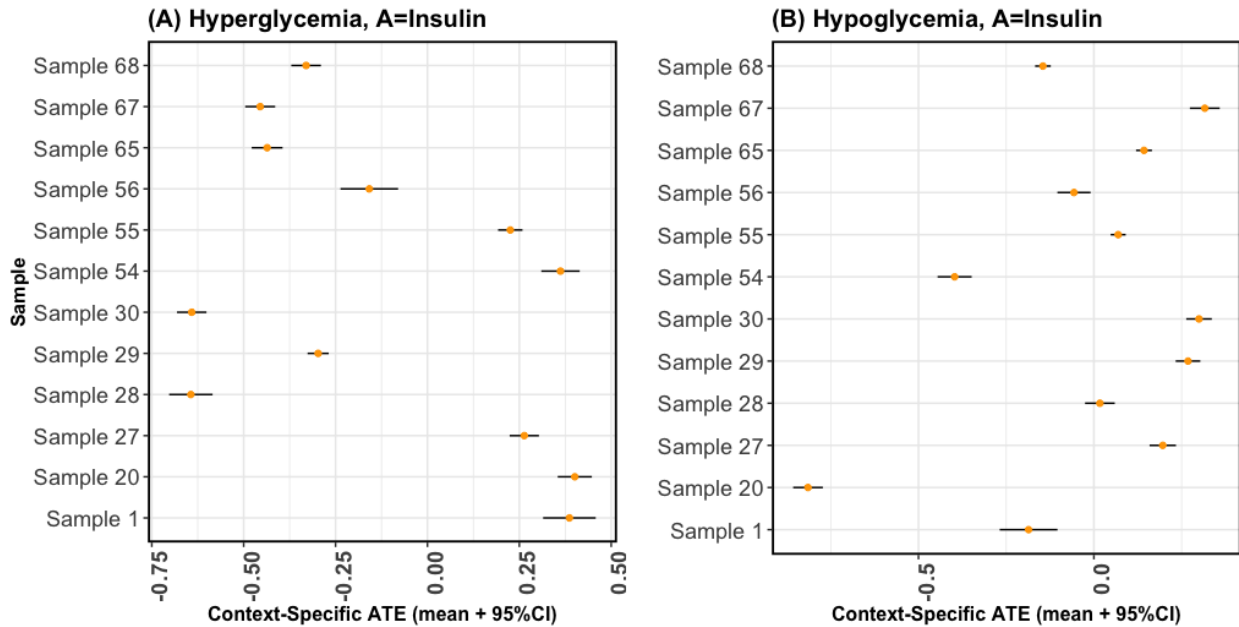 (A) Hyperglycemia, A=Insulin
Sample
Sample 68
Sample 67
Sample 65
Sample 56
Sample 55
Sample 54
Sample 30
Sample 29
Sample 28
Sample 27
Sample 20
Sample 1
-0.75
-0.50
-0.25
0.00
0.25
0.50
Context-Specific ATE (mean + 95%CI)
(B) Hypoglycemia, A=Insulin
Sample 68
Sample 67
Sample 65
Sample 56
Sample 55
Sample 54
Sample 30
Sample 29
Sample 28
Sample 27
Sample 20
Sample 1
-0.5
0.0
Context-Specific ATE (mean + 95%CI)